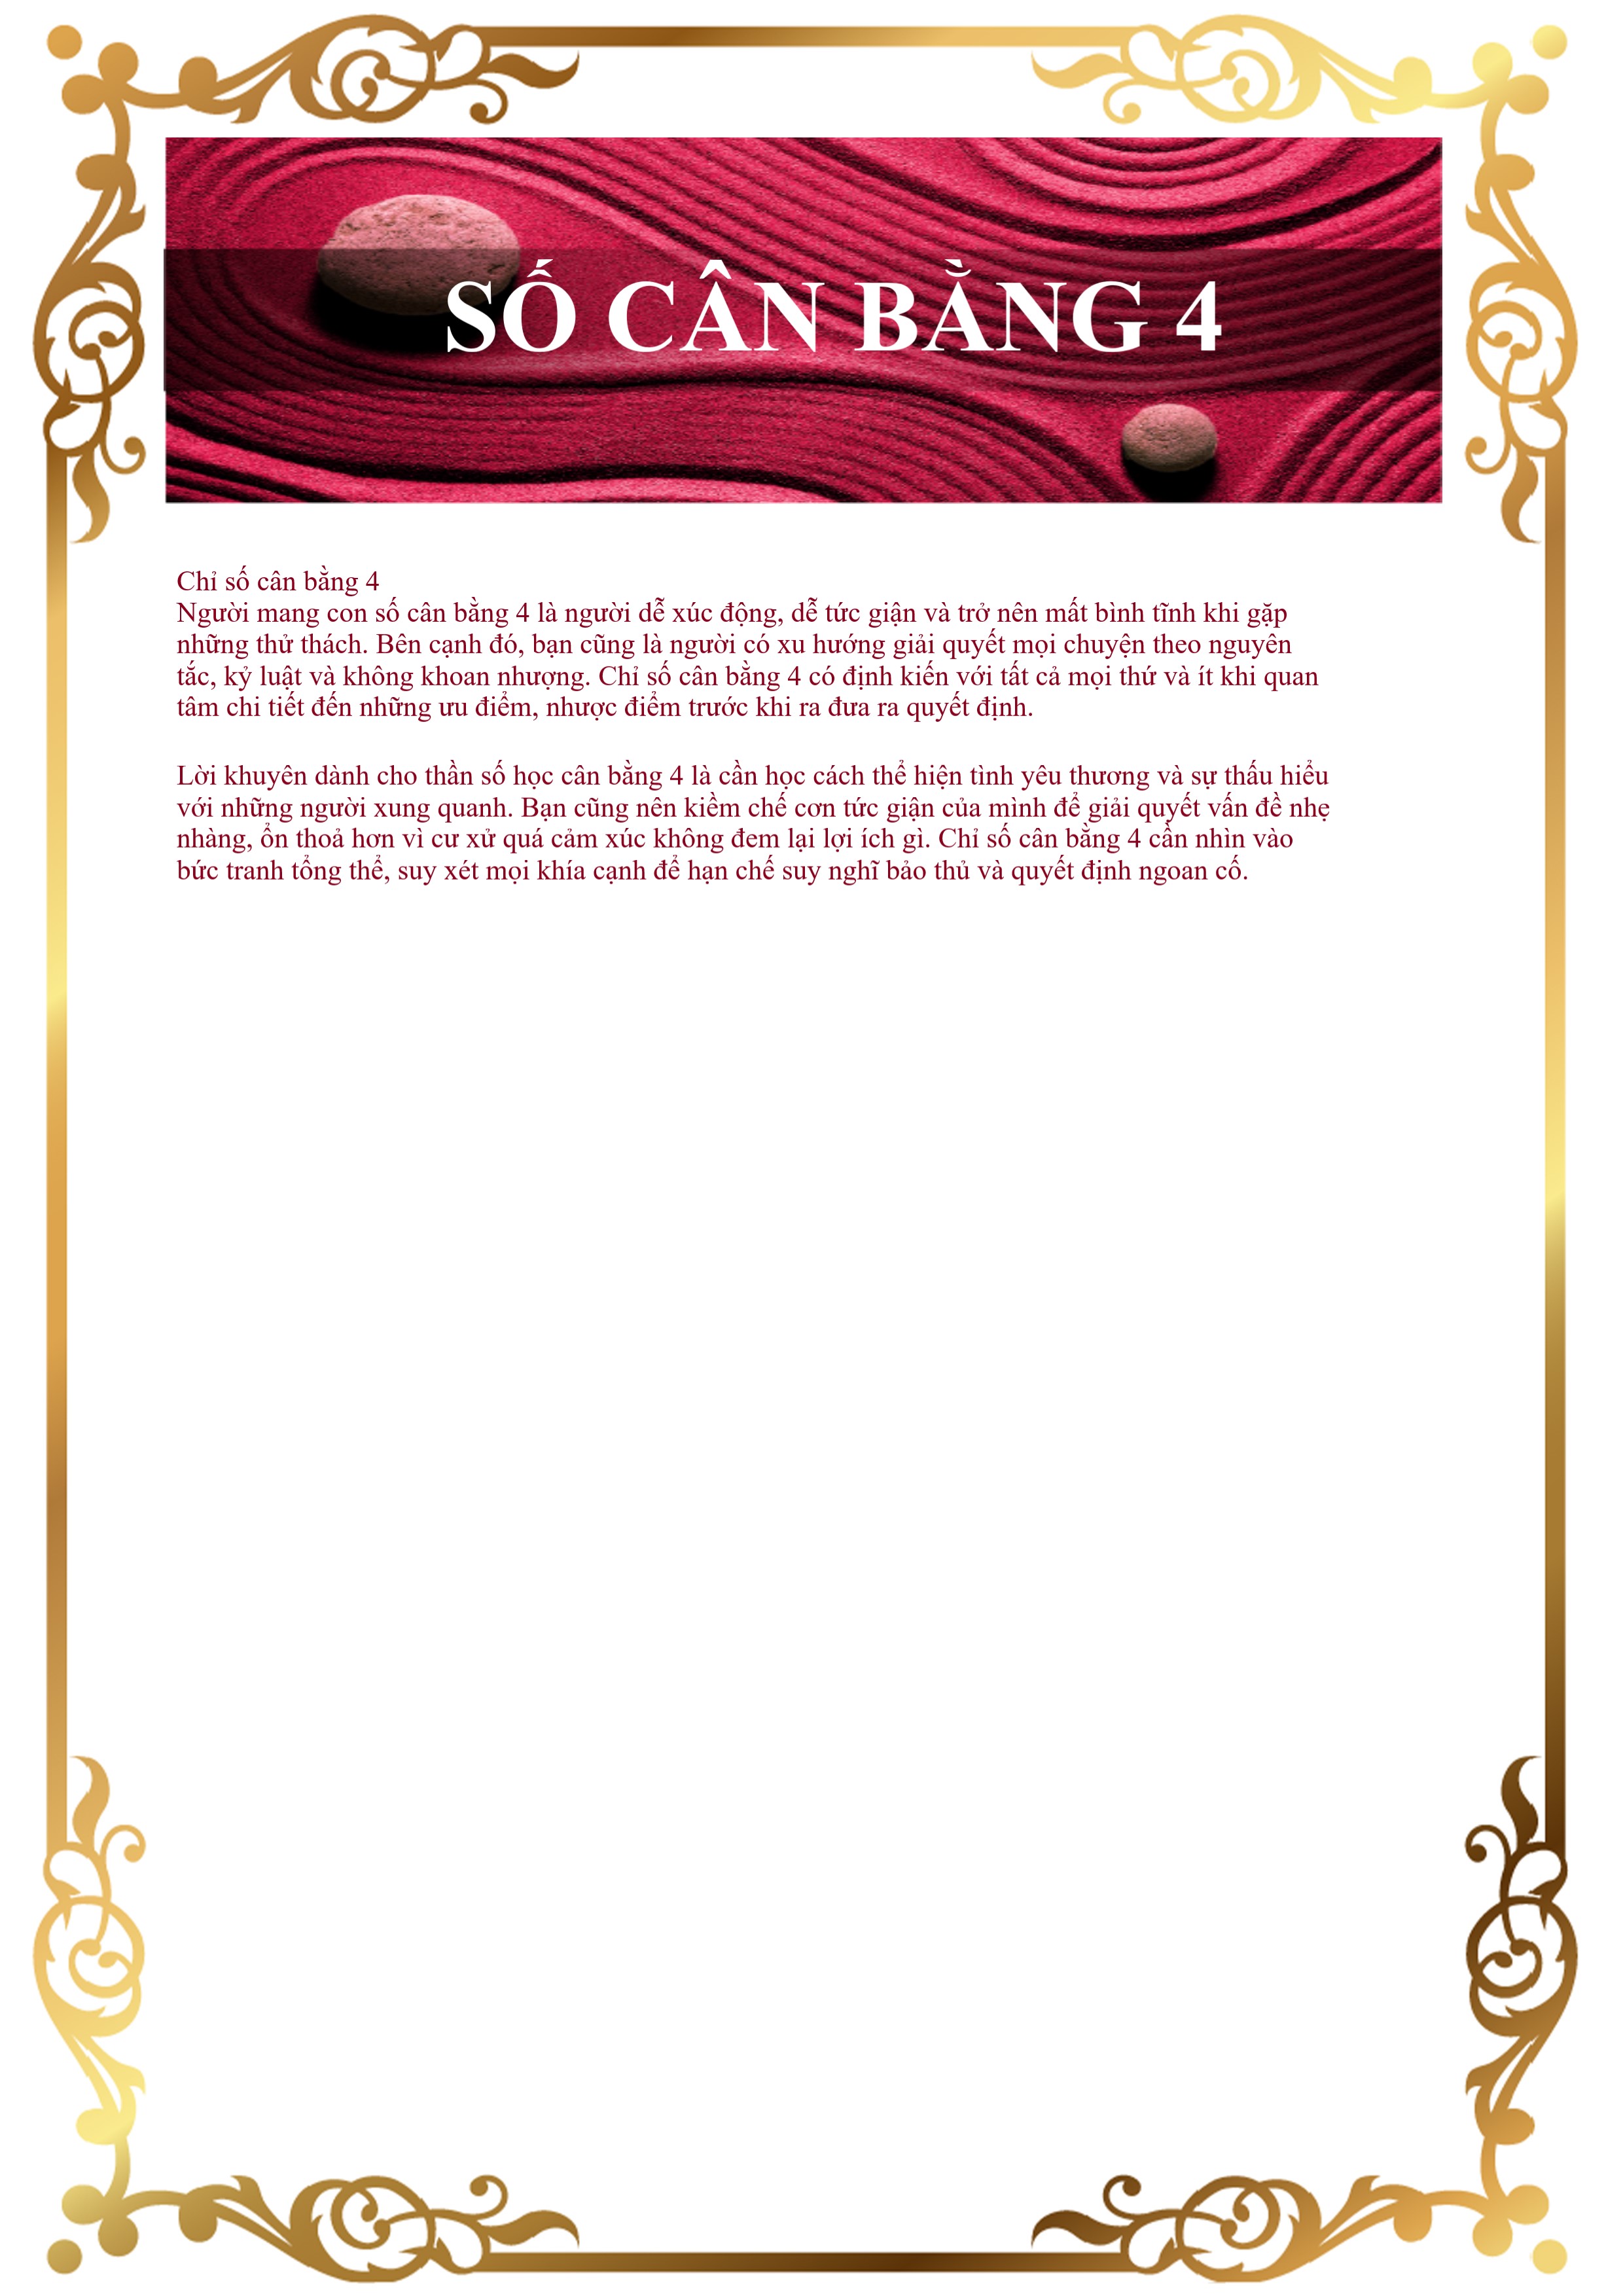 SỐ CÂN BẰNG 4
Chỉ số cân bằng 4
Người mang con số cân bằng 4 là người dễ xúc động, dễ tức giận và trở nên mất bình tĩnh khi gặp
những thử thách. Bên cạnh đó, bạn cũng là người có xu hướng giải quyết mọi chuyện theo nguyên
tắc, kỷ luật và không khoan nhượng. Chỉ số cân bằng 4 có định kiến với tất cả mọi thứ và ít khi quan
tâm chi tiết đến những ưu điểm, nhược điểm trước khi ra đưa ra quyết định.
Lời khuyên dành cho thần số học cân bằng 4 là cần học cách thể hiện tình yêu thương và sự thấu hiểu
với những người xung quanh. Bạn cũng nên kiềm chế cơn tức giận của mình để giải quyết vấn đề nhẹ
nhàng, ổn thoả hơn vì cư xử quá cảm xúc không đem lại lợi ích gì. Chỉ số cân bằng 4 cần nhìn vào
bức tranh tổng thể, suy xét mọi khía cạnh để hạn chế suy nghĩ bảo thủ và quyết định ngoan cố.